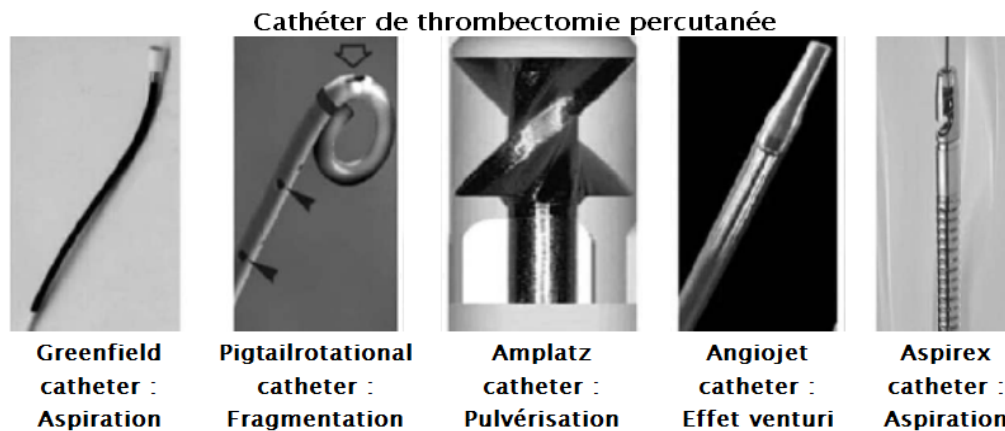 Cathéter de thrombectomie percutanée
Greenfield catheter : Aspiration
Pigtailrotational catheter : Fragmentation
Amplatz catheter : Pulvérisation
Angiojet catheter : Effet venturi
Aspirex catheter : Aspiration